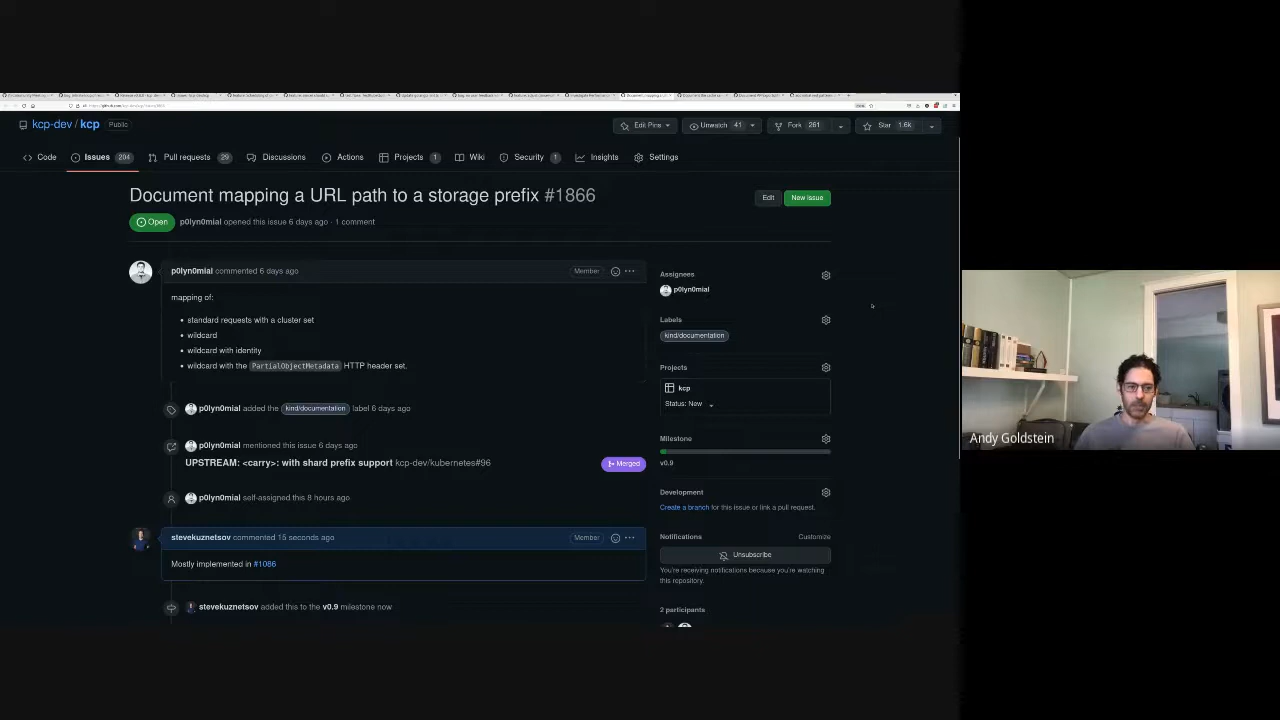 kcp-dev / kcp Public
Edit Pins Unwatch 41 Fork 261 Star 1.6k
Code Issues 204 Pull requests 29 Discussions Actions Projects 1 Wiki Security 1 Insights Settings
Document mapping a URL path to a storage prefix #1866
Edit New issue
Open p0lyn0mial opened this issue 6 days ago · 1 comment
p0lyn0mial commented 6 days ago Member
mapping of:
• standard requests with a cluster set
• wildcard
• wildcard with identity
• wildcard with the PartialObjectMetadata HTTP header set.
p0lyn0mial added the kind/documentation label 6 days ago
p0lyn0mial mentioned this issue 6 days ago
UPSTREAM: <carry>: with shard prefix support kcp-dev/kubernetes#96 Merged
p0lyn0mial self-assigned this 8 hours ago
stevekuznetsov commented 15 seconds ago Member
Mostly implemented in #1086
stevekuznetsov added this to the v0.9 milestone now
Assignees
p0lyn0mial
Labels
kind/documentation
Projects
kcp
Status: New
Milestone
v0.9
Development
Create a branch for this issue or link a pull request.
Notifications Customize
Unsubscribe
You're receiving notifications because you're watching
this repository.
2 participants
Andy Goldstein